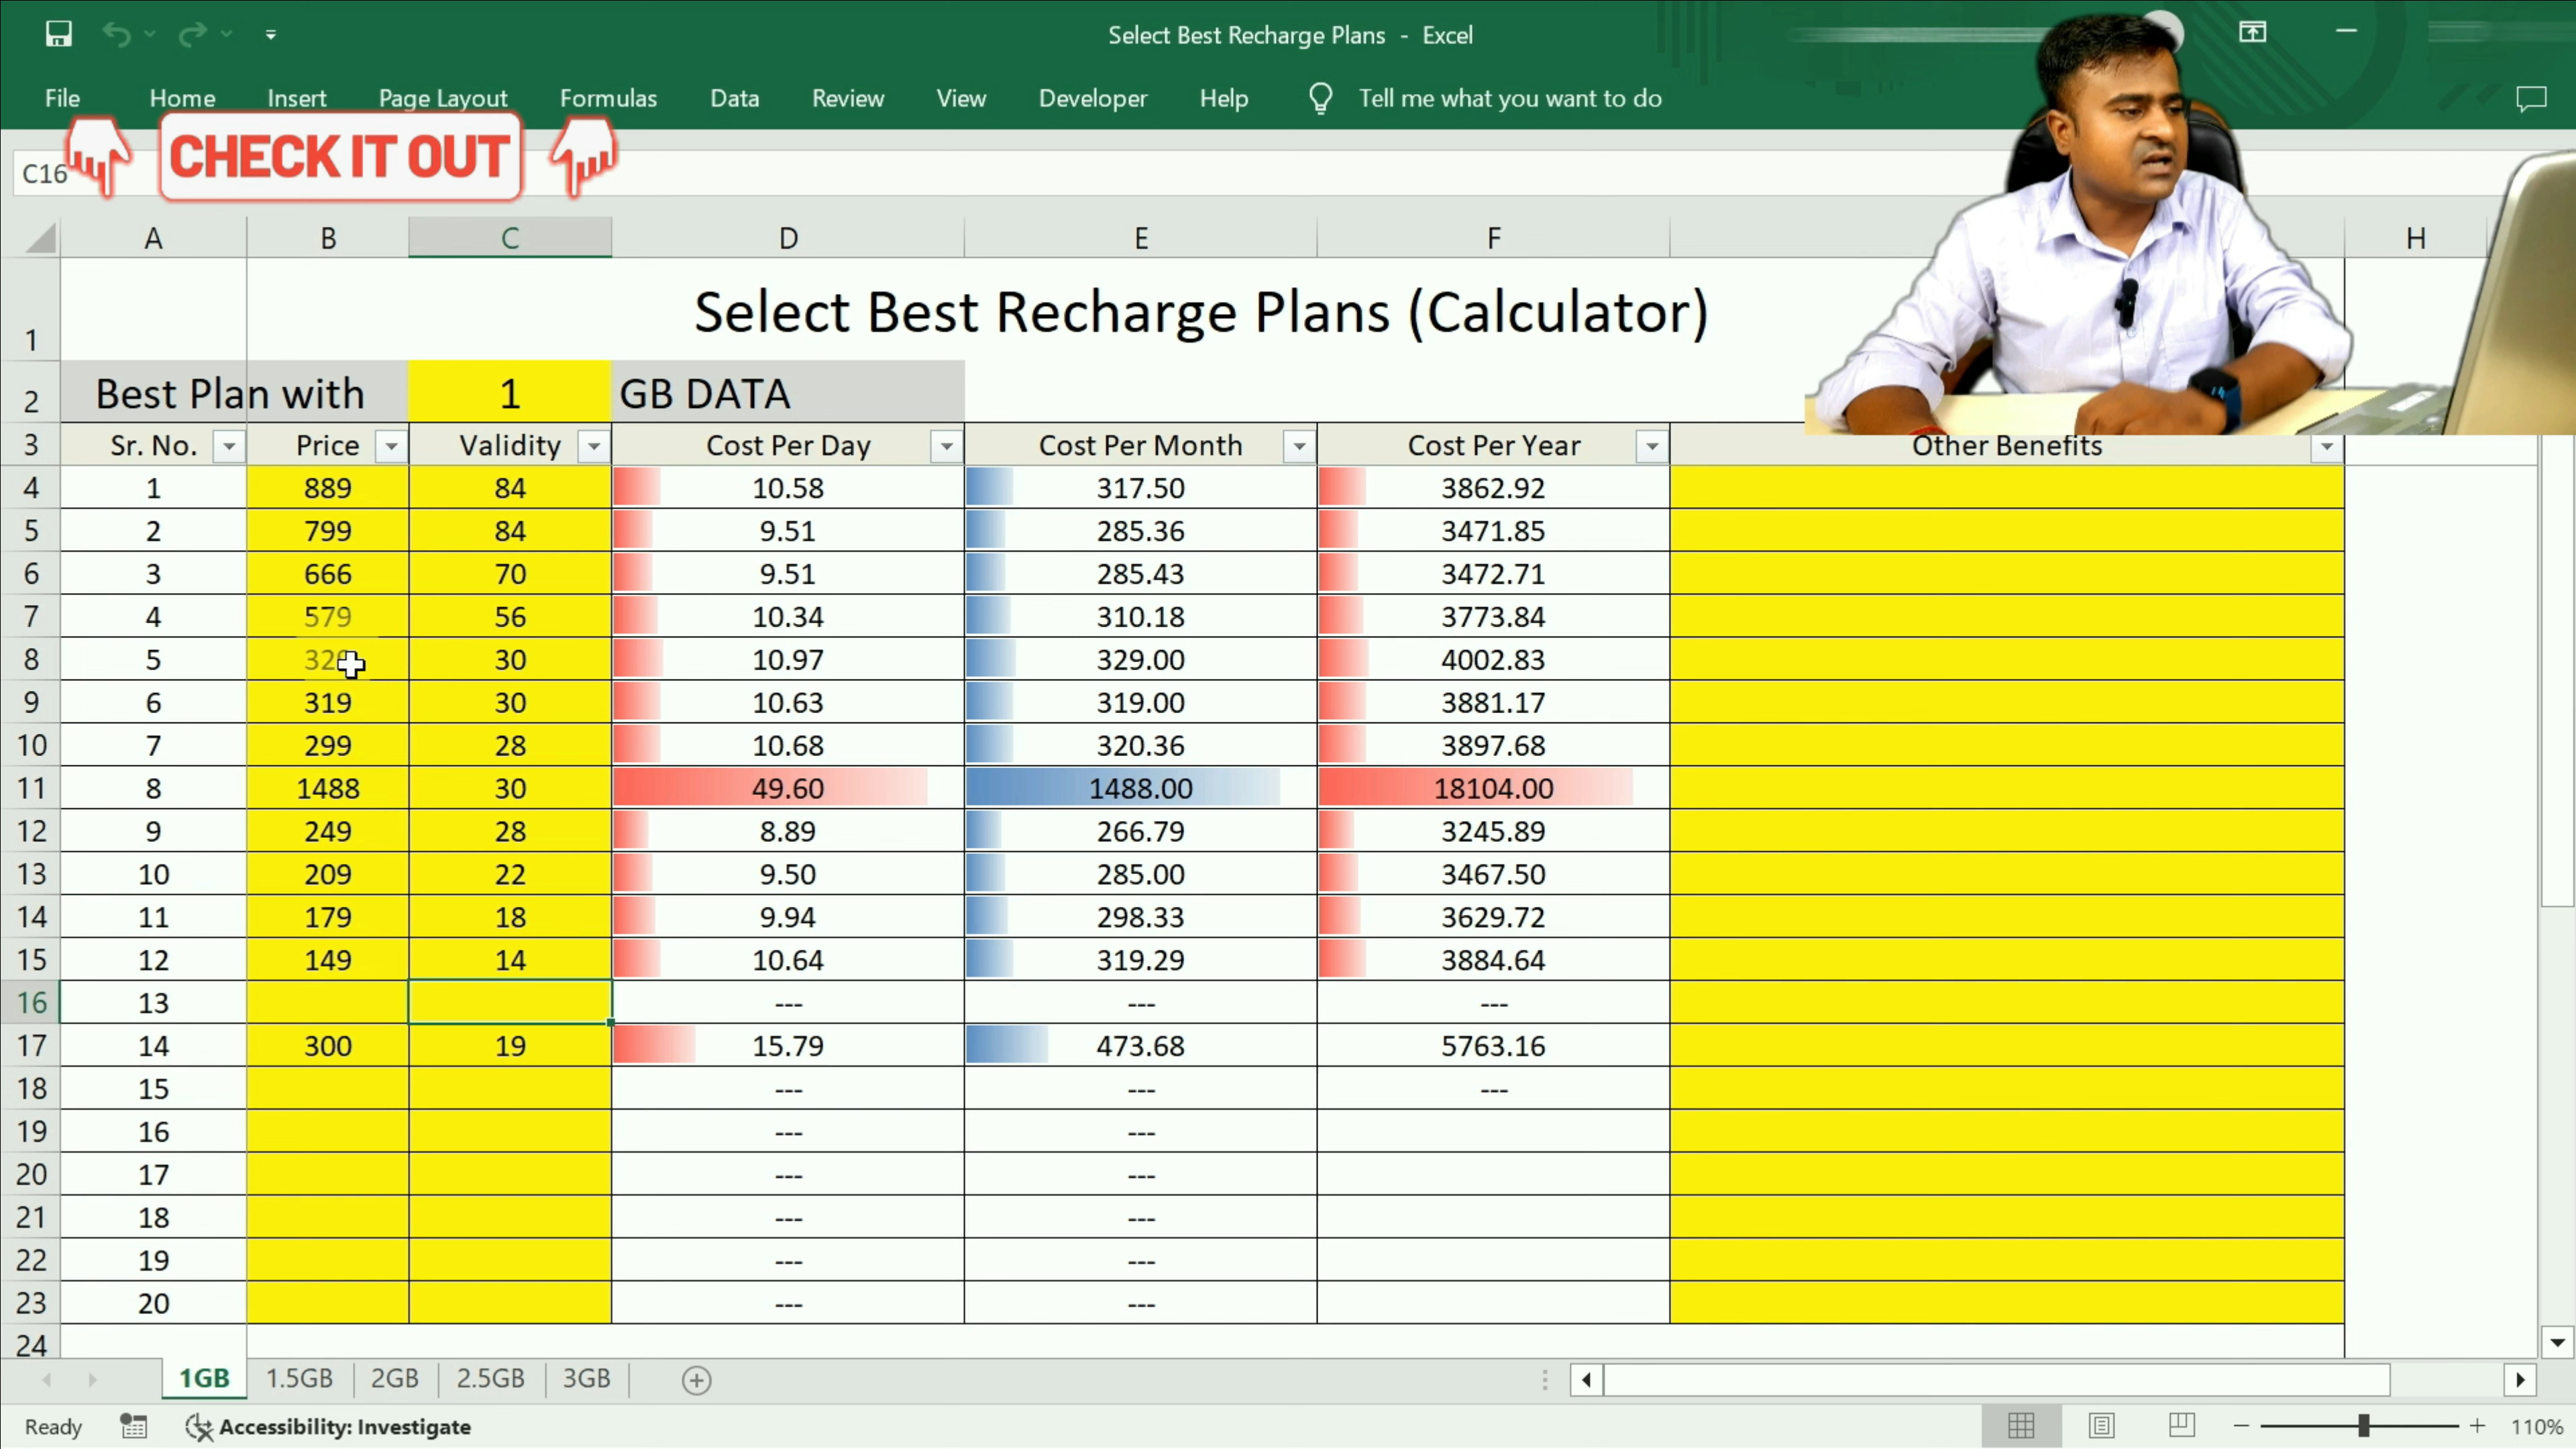 Select Best Recharge Plans - Excel
File Home Insert Page Layout Formulas Data Review View Developer Help Tell me what you want to do
CHECK IT OUT
C16
A B C D E F H
1 Select Best Recharge Plans (Calculator)
2 Best Plan with 1 GB DATA
3 Sr. No. Price Validity Cost Per Day Cost Per Month Cost Per Year Other Benefits
4 1 889 84 10.58 317.50 3862.92
5 2 799 84 9.51 285.36 3471.85
6 3 666 70 9.51 285.43 3472.71
7 4 579 56 10.34 310.18 3773.84
8 5 30 10.97 329.00 4002.83
9 6 319 30 10.63 319.00 3881.17
10 7 299 28 10.68 320.36 3897.68
11 8 1488 30 49.60 1488.00 18104.00
12 9 249 28 8.89 266.79 3245.89
13 10 209 22 9.50 285.00 3467.50
14 11 179 18 9.94 298.33 3629.72
15 12 149 14 10.64 319.29 3884.64
16 13 --- --- ---
17 14 300 19 15.79 473.68 5763.16
18 15 --- --- ---
19 16 --- ---
20 17 --- ---
21 18 --- ---
22 19 --- ---
23 20 --- ---
24
1GB 1.5GB 2GB 2.5GB 3GB
Ready Accessibility: Investigate 110%